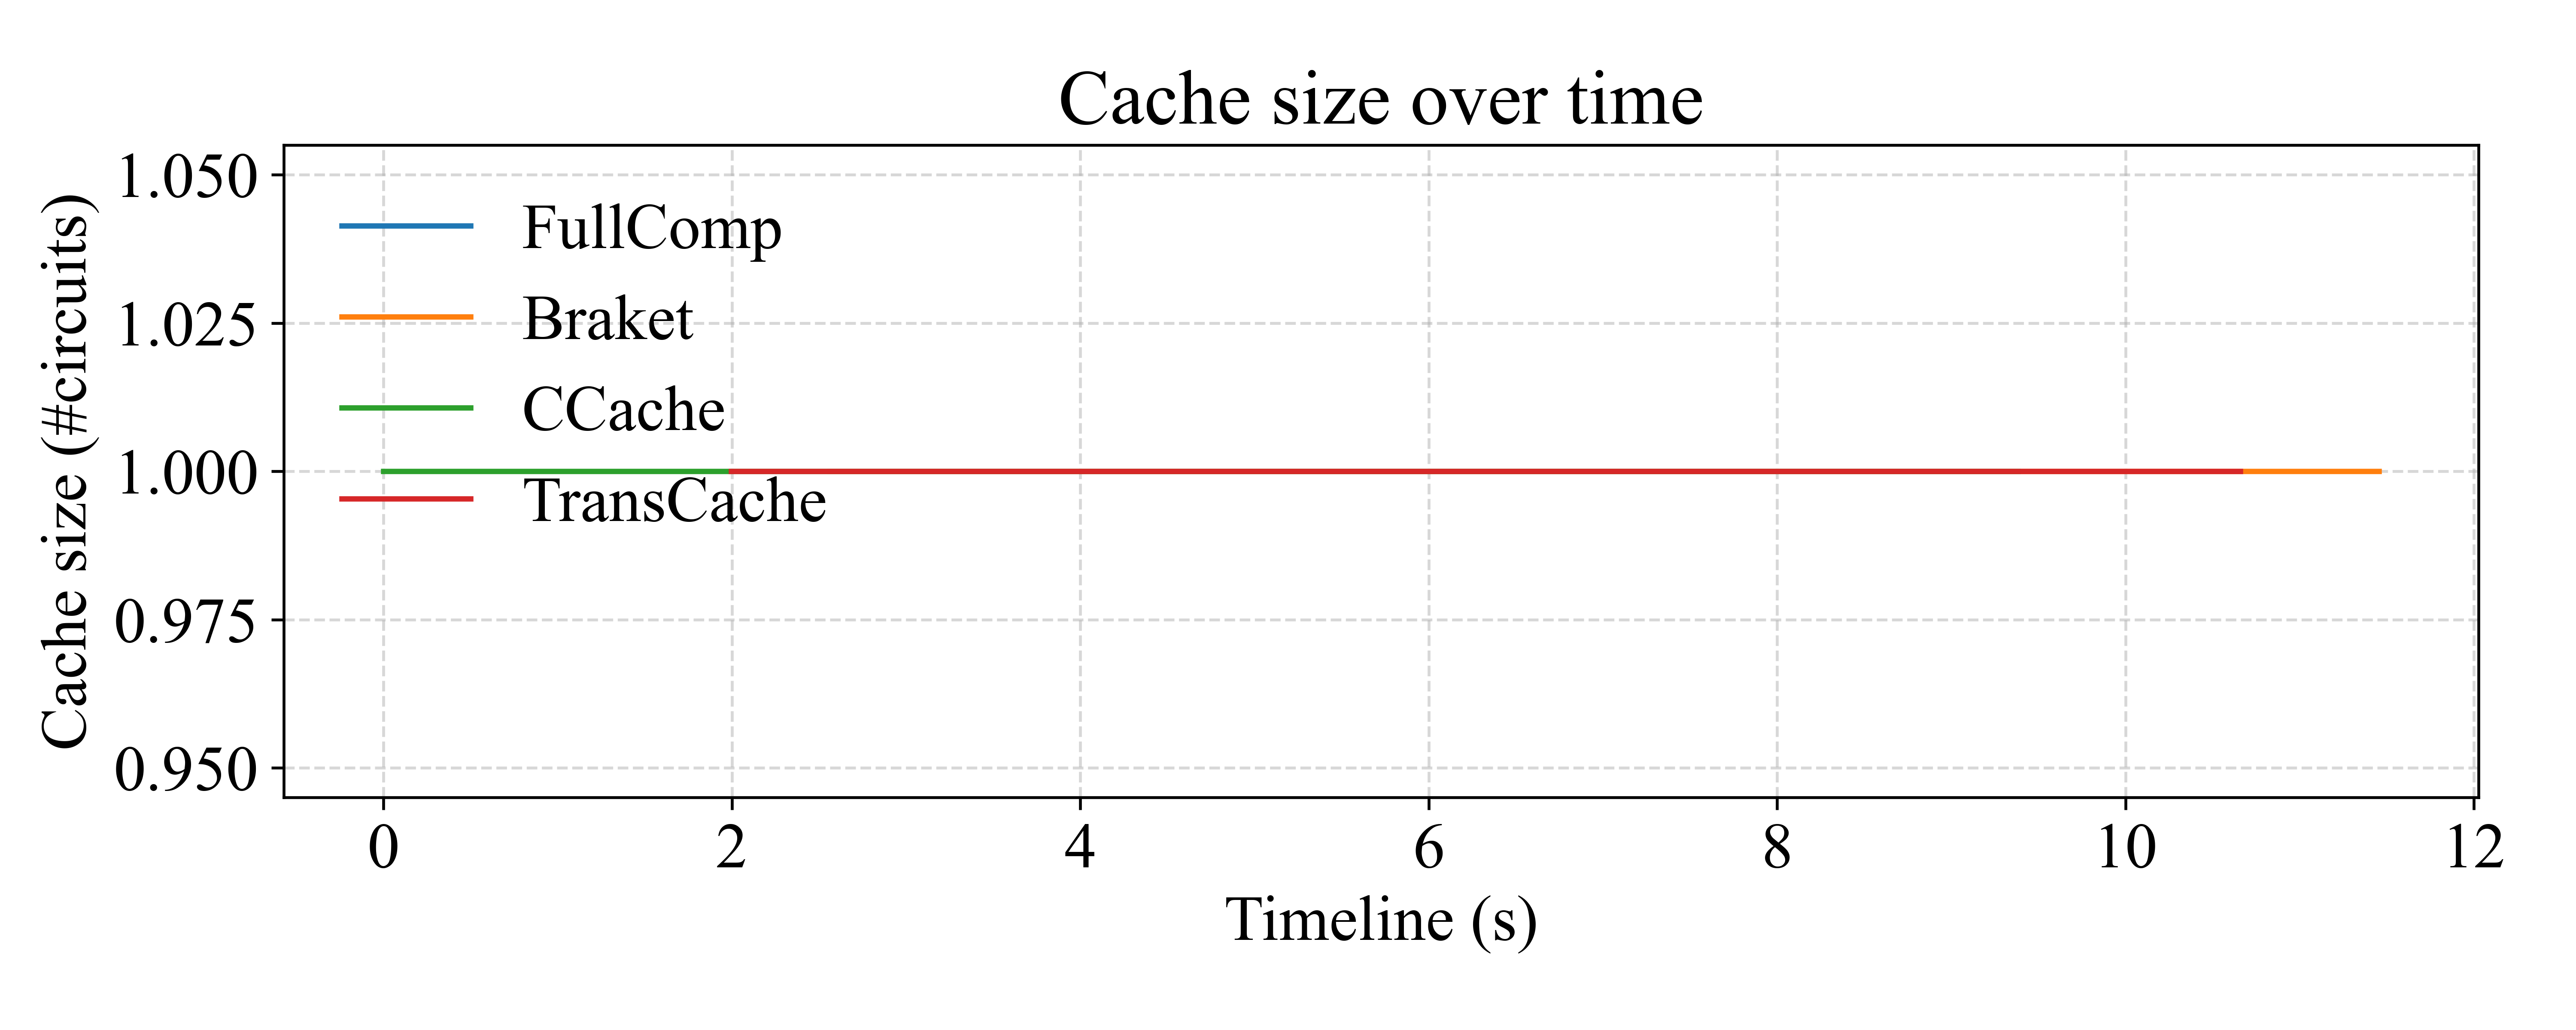 Cache size over time
Cache size (#circuits)
1.050
1.025
1.000
0.975
0.950
FullComp
Braket
CCache
TransCache
0 2 4 6 8 10 12
Timeline (s)